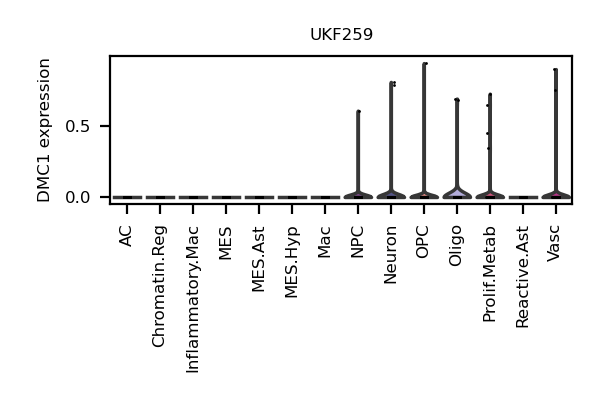 UKF259
DMC1 expression
0.5
0.0
AC
Chromatin.Reg
Inflammatory.Mac
MES
MES.Ast
MES.Hyp
Mac
NPC
Neuron
OPC
Oligo
Prolif.Metab
Reactive.Ast
Vasc